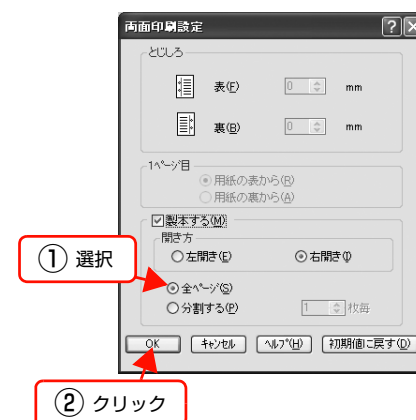 両面印刷設定
とじしろ
表(F) 0 mm
裏(B) 0 mm
1ページ目
用紙の表から(R)
用紙の裏から(A)
製本する(M)
開き方
左開き(E) 右開き(I)
① 選択
全ページ(S)
分割する(P) 1 枚毎
OK キャンセル ヘルプ(H) 初期値に戻す(D)
② クリック